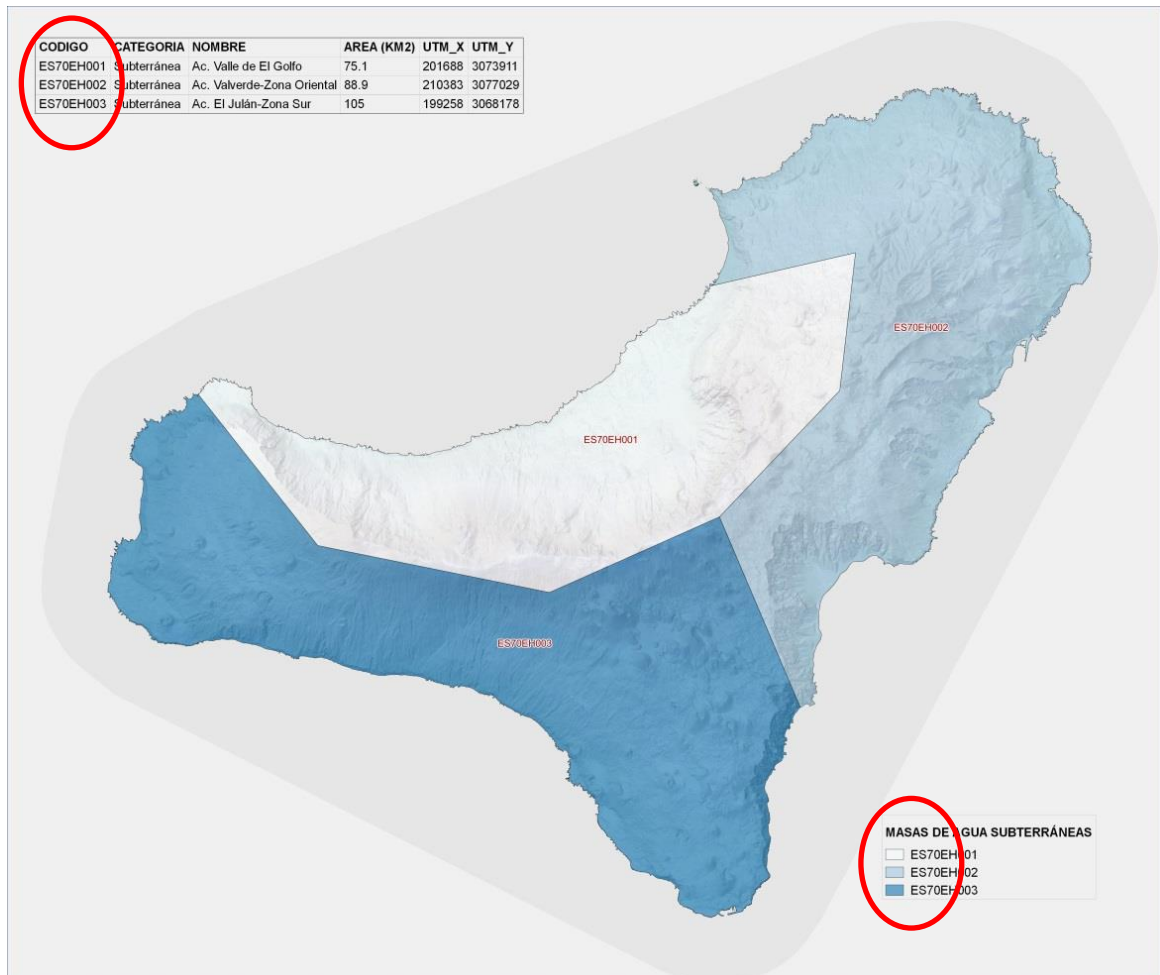 CODIGO CATEGORIA NOMBRE AREA (KM2) UTM_X UTM_Y
ES70EH001 Subterránea Ac. Valle de El Golfo 75.1 201688 3073911
ES70EH002 Subterránea Ac. Valverde-Zona Oriental 88.9 210383 3077029
ES70EH003 Subterránea Ac. El Julán-Zona Sur 105 199258 3068178
ES70EH002
ES70EH001
ES70EH003
MASAS DE AGUA SUBTERRÁNEAS
ES70EH001
ES70EH002
ES70EH003